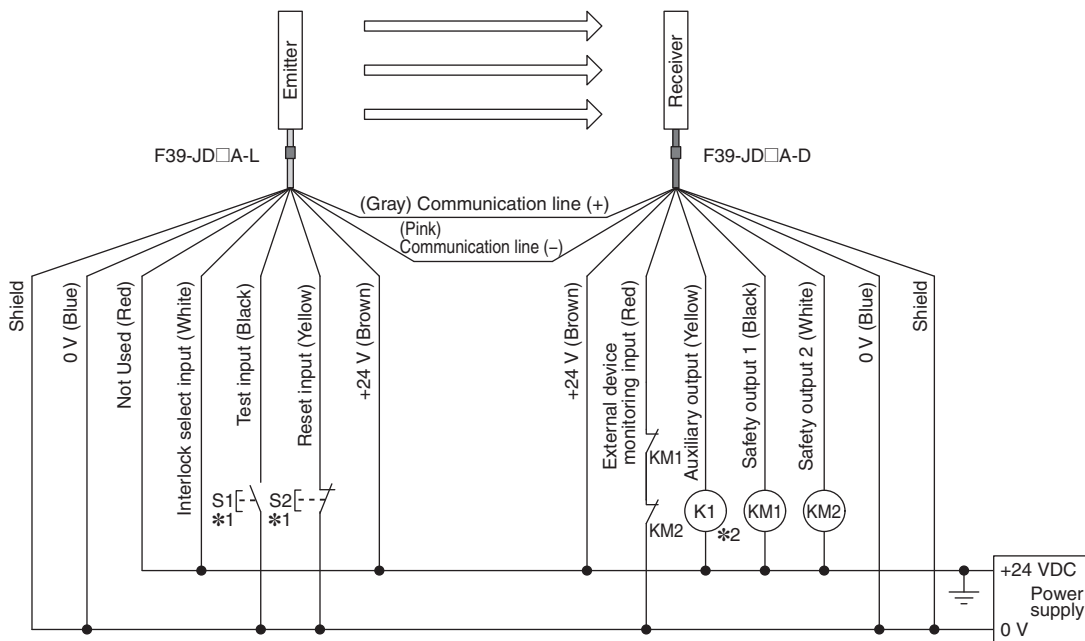 Emitter
Receiver
F39-JD□A-L
F39-JD□A-D
(Gray) Communication line (+)
(Pink)
Communication line (−)
Shield
0 V (Blue)
Not Used (Red)
Interlock select input (White)
Test input (Black)
Reset input (Yellow)
+24 V (Brown)
+24 V (Brown)
External device
monitoring input (Red)
Auxiliary output (Yellow)
Safety output 1 (Black)
Safety output 2 (White)
0 V (Blue)
Shield
S1
*1
S2
*1
KM1
KM2
K1
*2
KM1
KM2
+24 VDC
Power
supply
0 V